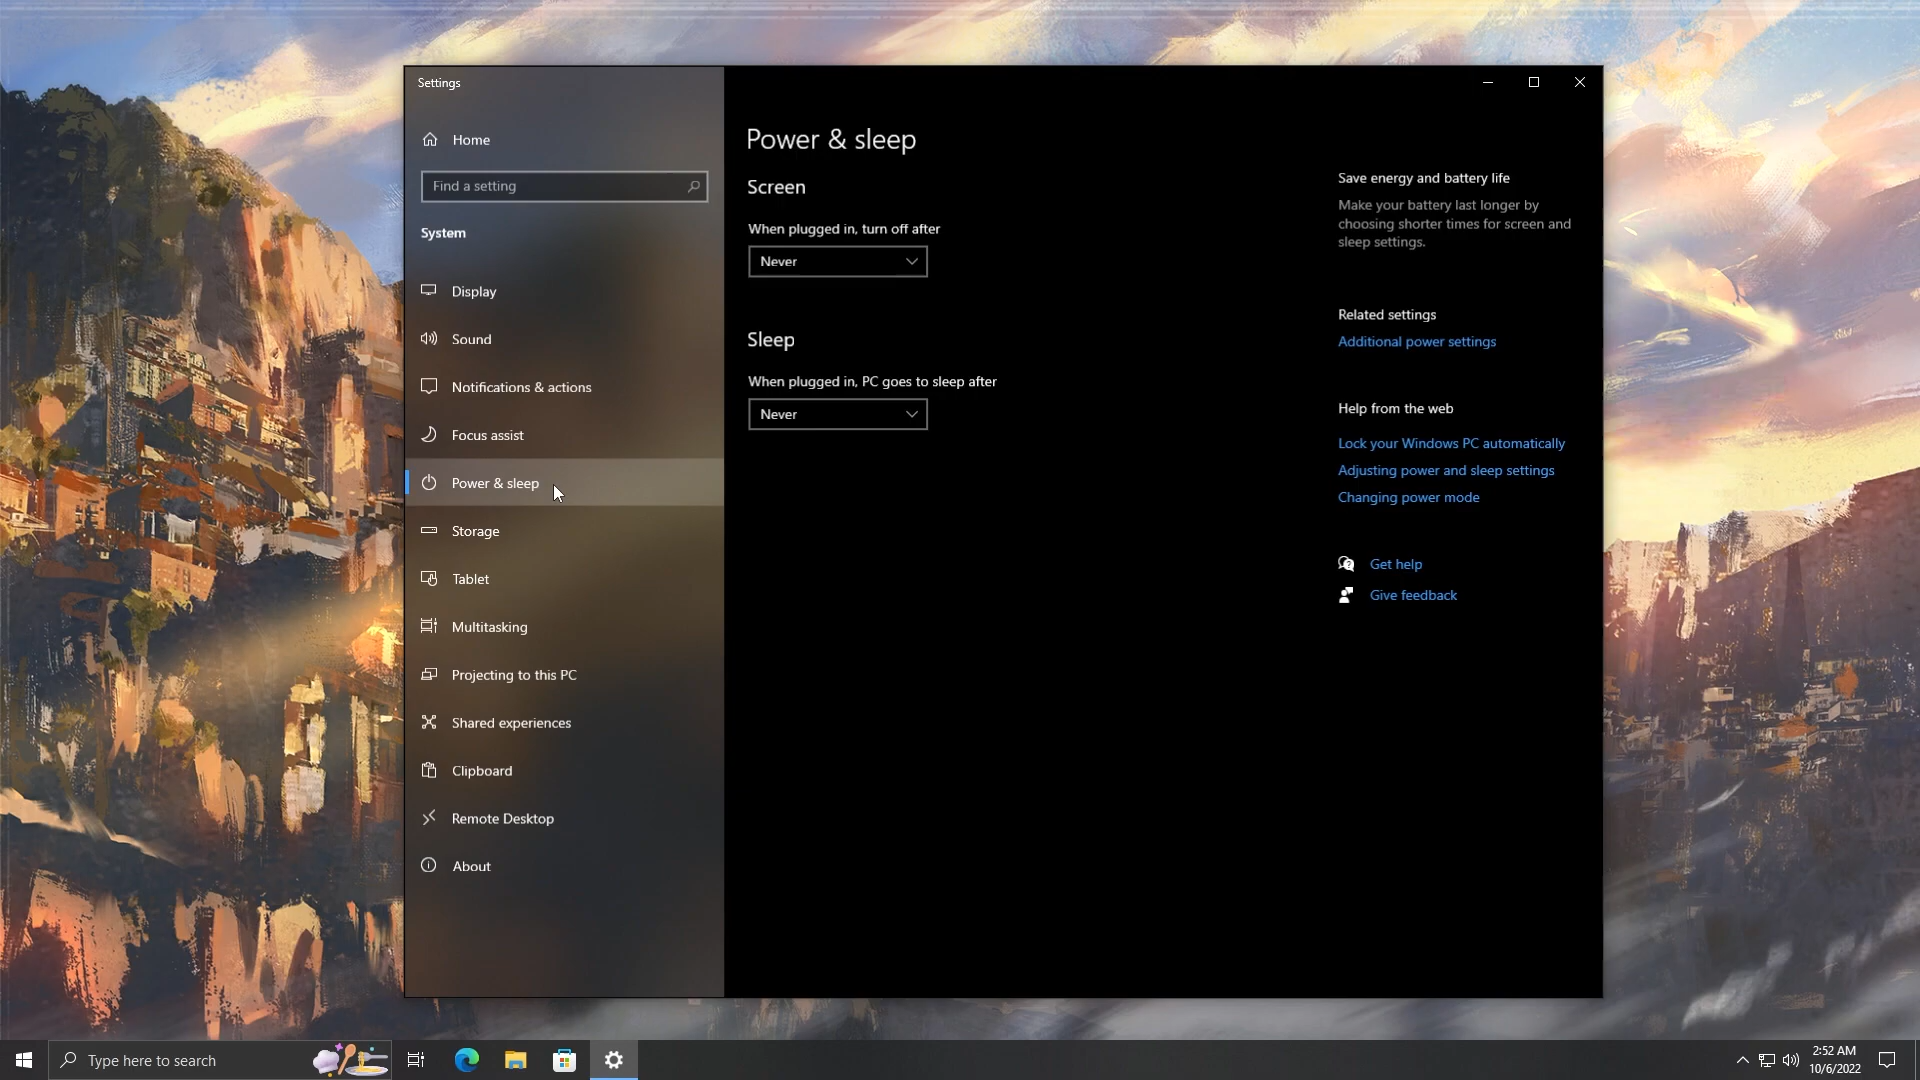 Settings
Home
Find a setting
System
Display
Sound
Notifications & actions
Focus assist
Power & sleep
Storage
Tablet
Multitasking
Projecting to this PC
Shared experiences
Clipboard
Remote Desktop
About
Power & sleep
Screen
When plugged in, turn off after
Never
Sleep
When plugged in, PC goes to sleep after
Never
Save energy and battery life
Make your battery last longer by
choosing shorter times for screen and
sleep settings.
Related settings
Additional power settings
Help from the web
Lock your Windows PC automatically
Adjusting power and sleep settings
Changing power mode
Get help
Give feedback
Type here to search
2:52 AM
10/6/2022